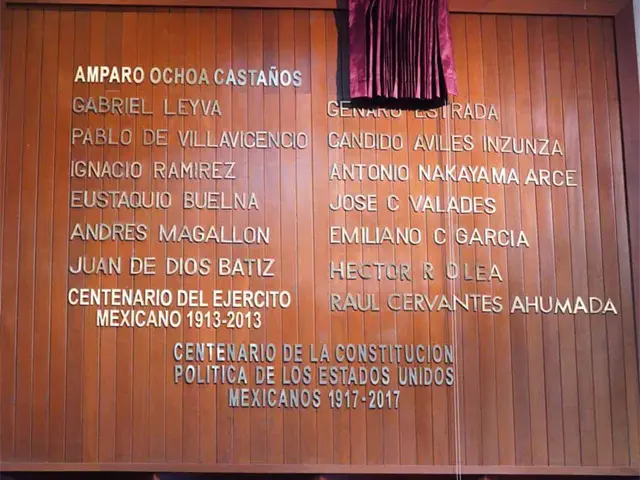 AMPARO OCHOA CASTAÑOS
GABRIEL LEYVA
PABLO DE VILLAVICENCIO
IGNACIO RAMIREZ
EUSTAQUIO BUELNA
ANDRES MAGALLON
JUAN DE DIOS BATIZ
CENTENARIO DEL EJERCITO
MEXICANO 1913-2013
GENARO ESTRADA
CANDIDO AVILES INZUNZA
ANTONIO NAKAYAMA ARCE
JOSE C VALADES
EMILIANO C GARCIA
HECTOR R OLEA
RAUL CERVANTES AHUMADA
CENTENARIO DE LA CONSTITUCION
POLITICA DE LOS ESTADOS UNIDOS
MEXICANOS 1917-2017